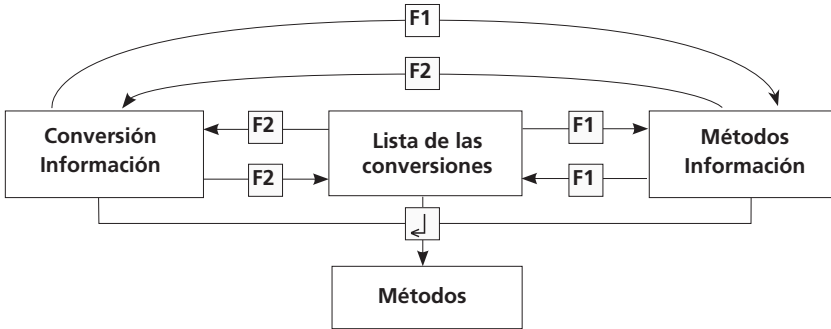 F1
F2
Conversión
Información
F2
F2
Lista de las
conversiones
F1
F1
Métodos
Información
Métodos